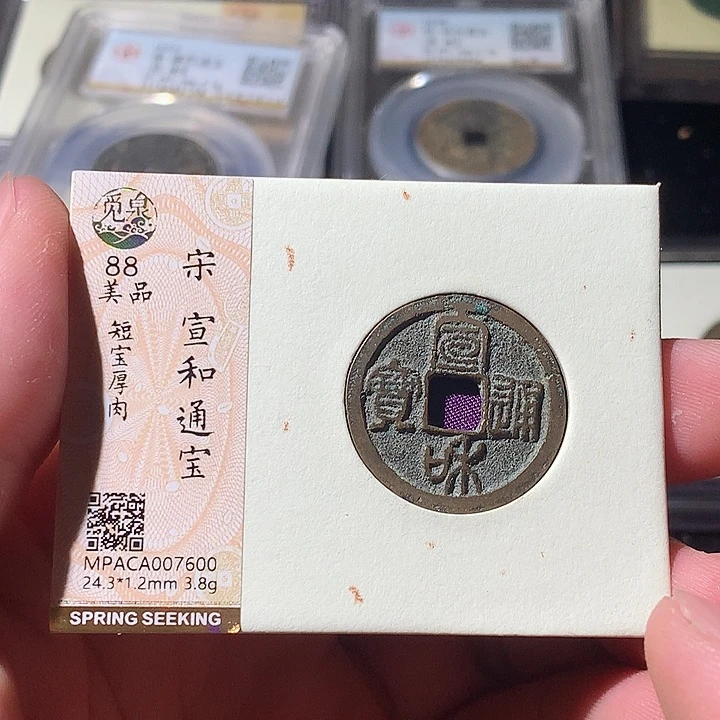 觅泉
88
美品
短宝厚肉
宋 宣和通宝
MPACA007600
24.3*1.2mm 3.8g
SPRING SEEKING
宣
和
通
寶